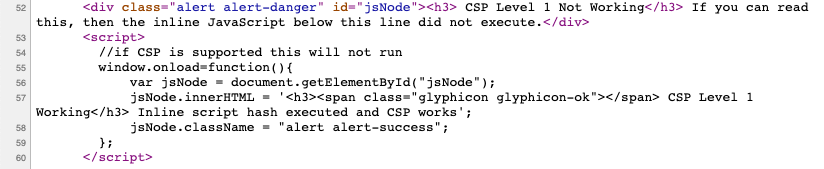 52 <div class="alert alert-danger" id="jsNode"><h3> CSP Level 1 Not Working</h3> If you can read
this, then the inline JavaScript below this line did not execute.</div>
53 <script>
54 //if CSP is supported this will not run
55 window.onload=function(){
56 var jsNode = document.getElementById("jsNode");
57 jsNode.innerHTML = '<h3><span class="glyphicon glyphicon-ok"></span> CSP Level 1
Working</h3> Inline script hash executed and CSP works';
58 jsNode.className = "alert alert-success";
59 };
60 </script>